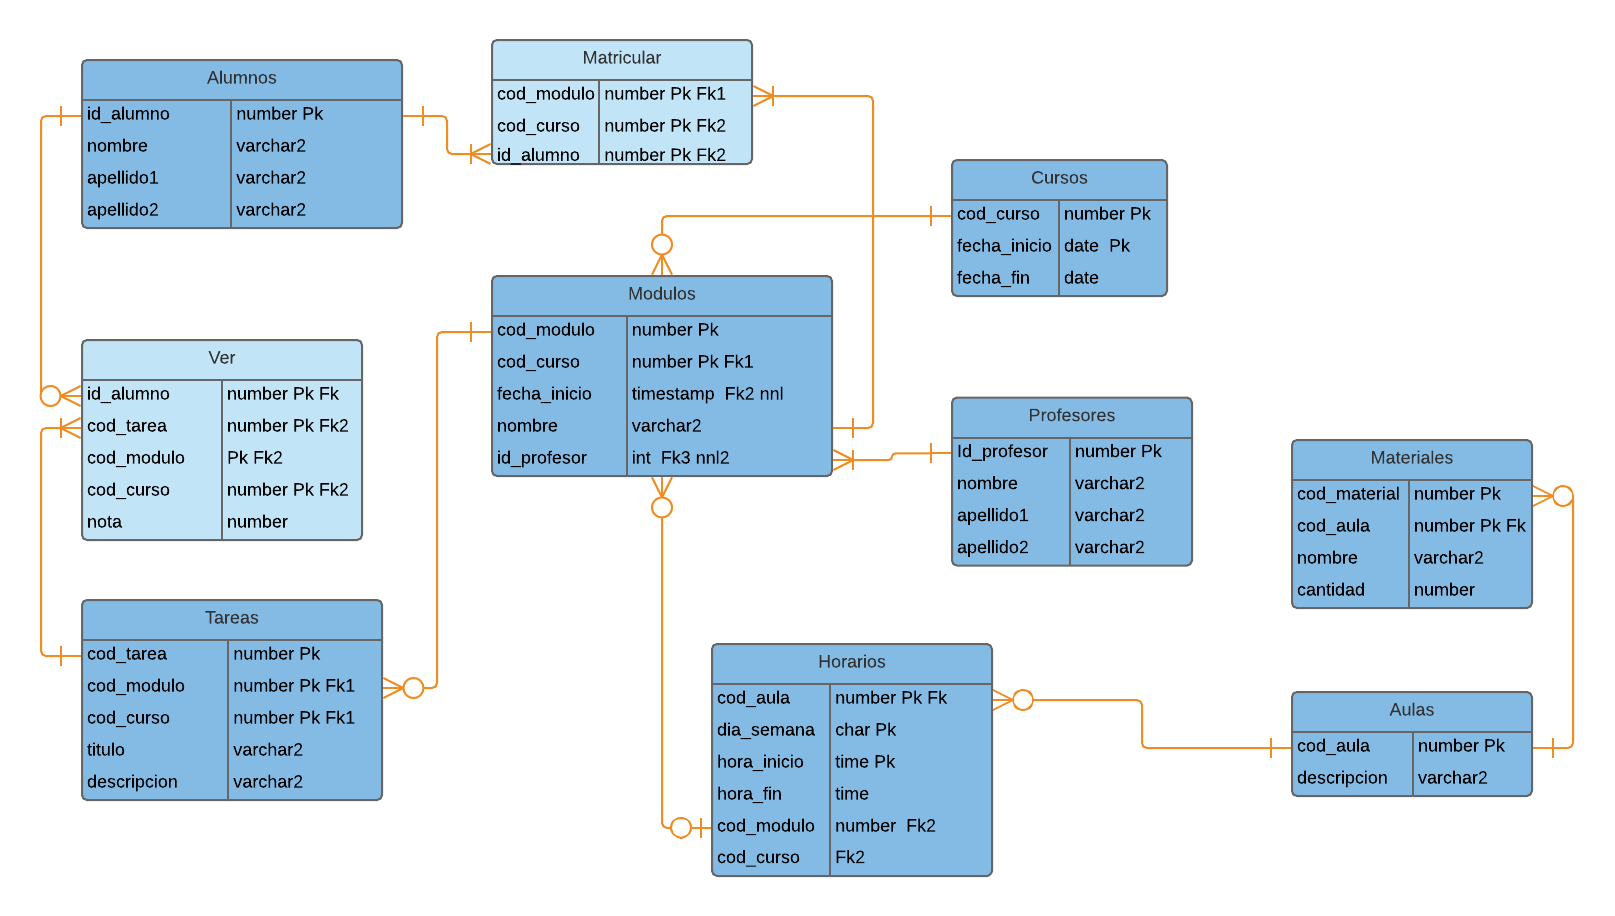 Alumnos
id_alumno number Pk
nombre varchar2
apellido1 varchar2
apellido2 varchar2
Matricular
cod_modulo number Pk Fk1
cod_curso number Pk Fk2
id_alumno number Pk Fk2
Cursos
cod_curso number Pk
fecha_inicio date Pk
fecha_fin date
Modulos
cod_modulo number Pk
cod_curso number Pk Fk1
fecha_inicio timestamp Fk2 nnl
nombre varchar2
id_profesor int Fk3 nnl2
Ver
id_alumno number Pk Fk
cod_tarea number Pk Fk2
cod_modulo Pk Fk2
cod_curso number Pk Fk2
nota number
Profesores
Id_profesor number Pk
nombre varchar2
apellido1 varchar2
apellido2 varchar2
Materiales
cod_material number Pk
cod_aula number Pk Fk
nombre varchar2
cantidad number
Tareas
cod_tarea number Pk
cod_modulo number Pk Fk1
cod_curso number Pk Fk1
titulo varchar2
descripcion varchar2
Horarios
cod_aula number Pk Fk
dia_semana char Pk
hora_inicio time Pk
hora_fin time
cod_modulo number Fk2
cod_curso Fk2
Aulas
cod_aula number Pk
descripcion varchar2